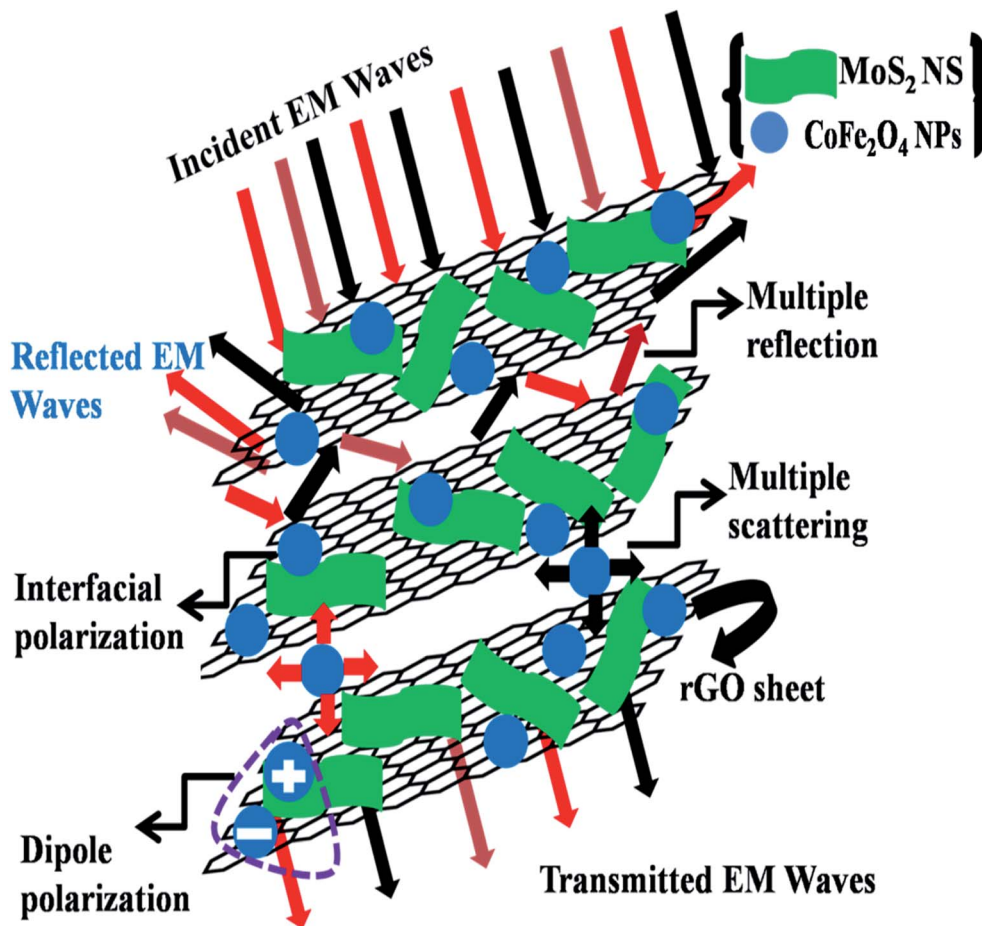 Incident EM Waves
MoS₂ NS
CoFe₂O₄ NPs
Reflected EM
Waves
Multiple
reflection
Multiple
scattering
Interfacial
polarization
rGO sheet
+
−
Dipole
polarization
Transmitted EM Waves